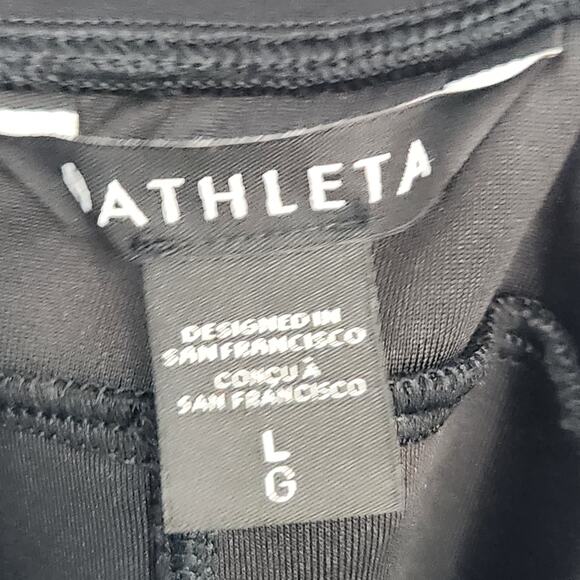 ATHLETA
DESIGNED IN
SAN FRANCISCO
CONÇU À
SAN FRANCISCO
L
G